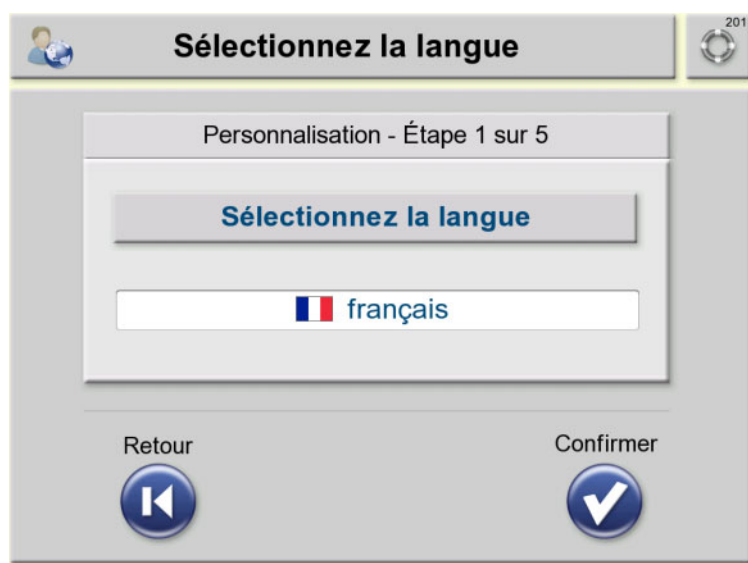 Sélectionnez la langue
201
Personnalisation - Étape 1 sur 5
Sélectionnez la langue
français
Retour
Confirmer